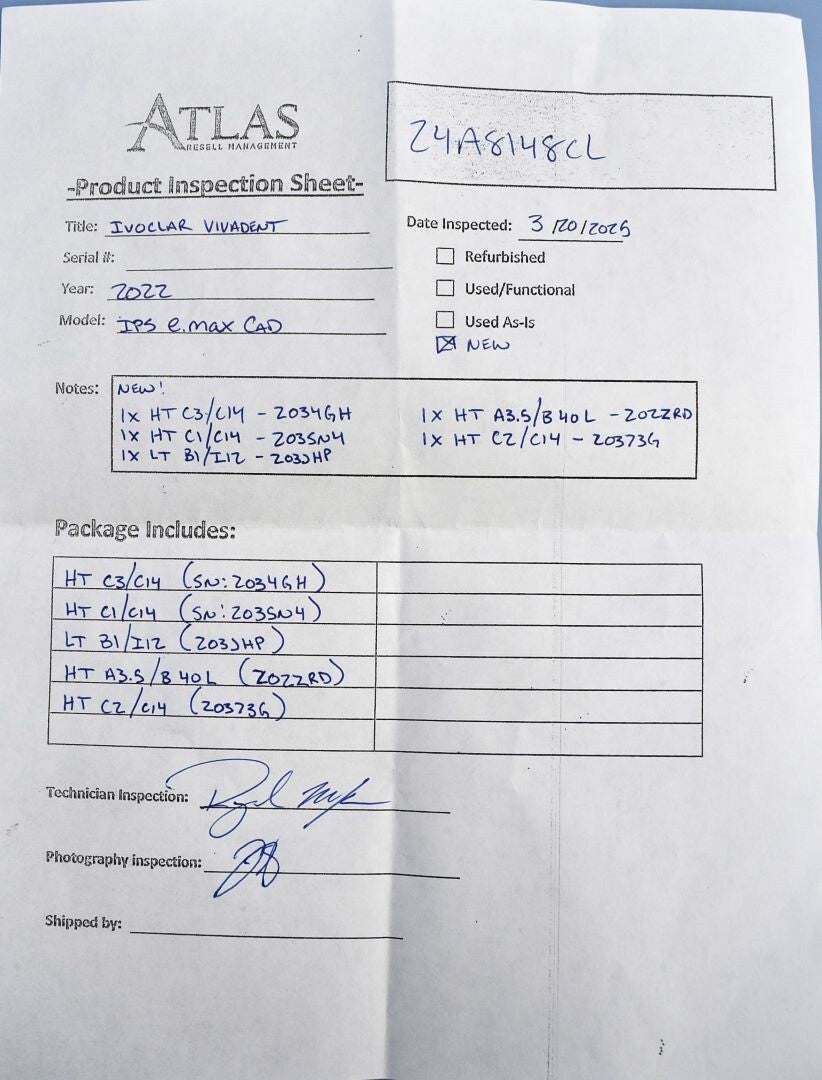 ATLAS
RESELL MANAGEMENT
24A8148CL
-Product Inspection Sheet-
Title: IVOCLAR VIVADENT
Date Inspected: 3/20/2025
Serial #:
Refurbished
Year: 2022
Used/Functional
Model: IPS e.max CAD
Used As-Is
NEW
Notes: NEW!
1X HT C3/C14 - 2034GH
1X HT A3.5/B40L - 2022RD
1X HT C1/C14 - 2035N4
1X HT C2/C14 - 20373G
1X LT B1/I12 - 203JHP
Package Includes:
HT C3/C14 (SN: 2034GH)
HT C1/C14 (SN: 2035N4)
LT B1/I12 (203JHP)
HT A3.5/B40L (2022RD)
HT C2/C14 (20373G)
Technician Inspection:
Photography inspection:
Shipped by: